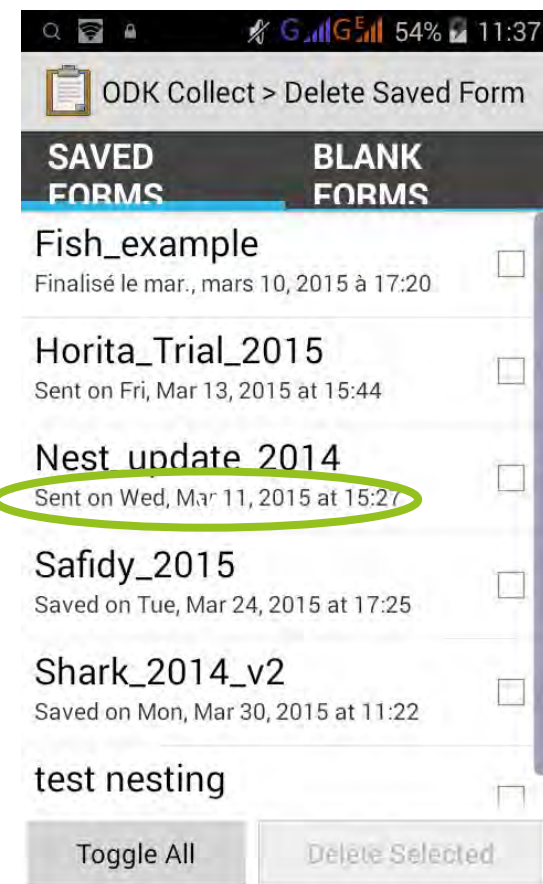 G G E 54% 11:37
ODK Collect > Delete Saved Form
SAVED FORMS
BLANK FORMS
Fish_example
Finalisé le mar., mars 10, 2015 à 17:20
Horita_Trial_2015
Sent on Fri, Mar 13, 2015 at 15:44
Nest_update_2014
Sent on Wed, Mar 11, 2015 at 15:27
Safidy_2015
Saved on Tue, Mar 24, 2015 at 17:25
Shark_2014_v2
Saved on Mon, Mar 30, 2015 at 11:22
test nesting
Toggle All
Delete Selected